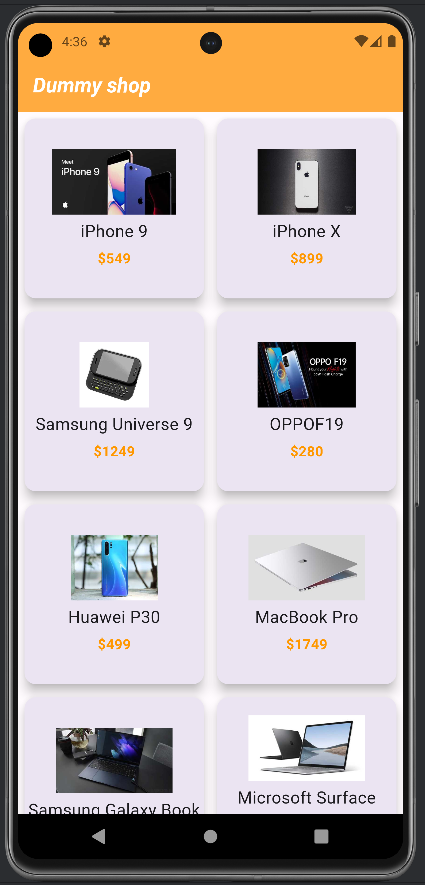 4:36
Dummy shop
Meet
iPhone 9
iPhone 9
$549
iPhone X
$899
Samsung Universe 9
$1249
OPPO F19
OPPOF19
$280
Huawei P30
$499
MacBook Pro
$1749
Samsung Galaxy Book
Microsoft Surface